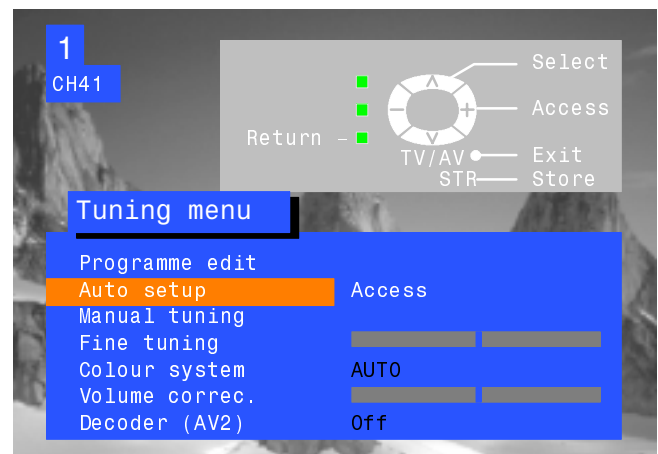 1
CH41
Select
Access
Return
TV/AV Exit
STR Store
Tuning menu
Programme edit
Auto setup Access
Manual tuning
Fine tuning
Colour system AUTO
Volume correc.
Decoder (AV2) Off